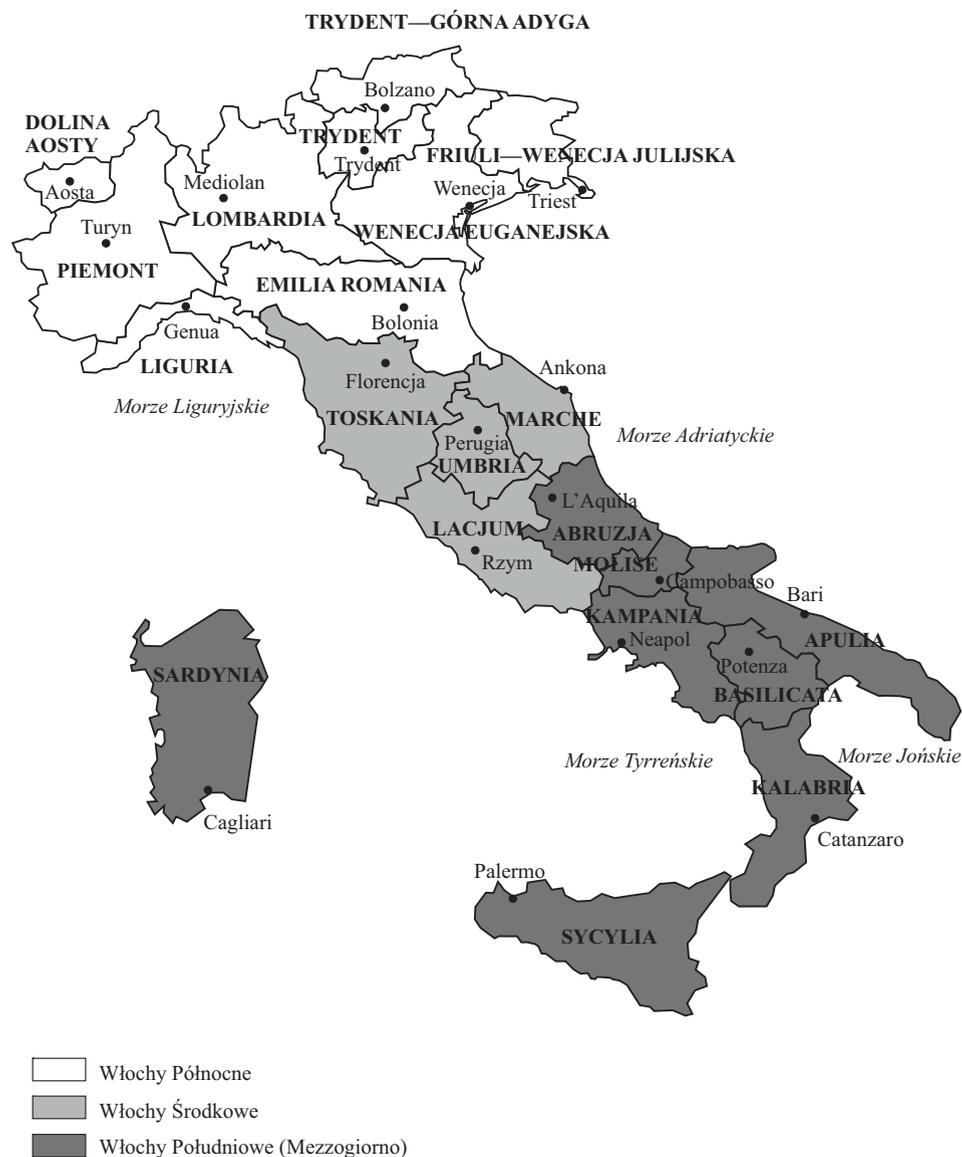 TRYDENT—GÓRNA ADYGA
Bolzano
DOLINA
AOSTY
TRYDENT
Trydent
FRIULI—WENECJA JULIJSKA
Aosta
Mediolan
Wenecja
Triest
LOMBARDIA
Turyn
WENECJA EUGANEJSKA
PIEMONT
EMILIA ROMANIA
Genua
Bolonia
LIGURIA
Ankona
Florencja
Morze Liguryjskie
TOSKANIA
MARCHE
Morze Adriatyckie
Perugia
UMBRIA
L’Aquila
LACJUM
ABRUZJA
Rzym
MOLISE
Campobasso
Bari
KAMPANIA
Neapol
APULIA
Potenza
SARDYNIA
BASILICATA
Morze Tyrreńskie
Morze Jońskie
KALABRIA
Cagliari
Catanzaro
Palermo
SYCYLIA
Włochy Północne
Włochy Środkowe
Włochy Południowe (Mezzogiorno)